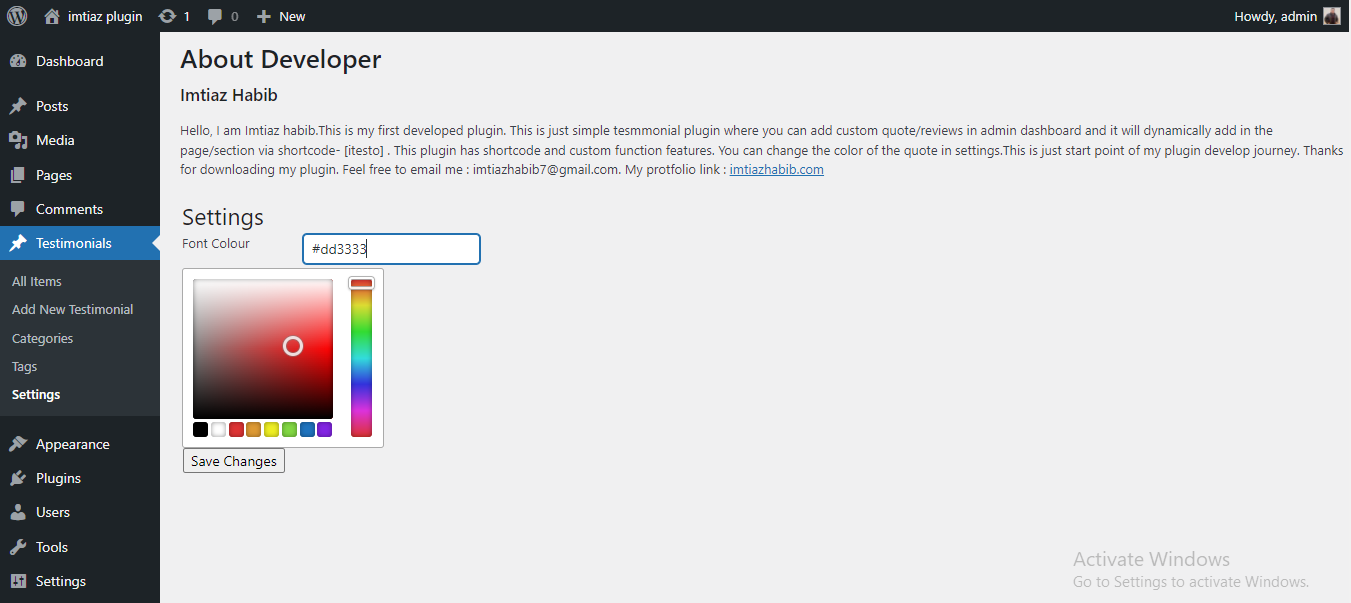 imtiaz plugin 1 0 New Howdy, admin
Dashboard
Posts
Media
Pages
Comments
Testimonials
All Items
Add New Testimonial
Categories
Tags
Settings
Appearance
Plugins
Users
Tools
Settings
About Developer
Imtiaz Habib
Hello, I am Imtiaz habib.This is my first developed plugin. This is just simple tesmmonial plugin where you can add custom quote/reviews in admin dashboard and it will dynamically add in the
page/section via shortcode- [itesto] . This plugin has shortcode and custom function features. You can change the color of the quote in settings.This is just start point of my plugin develop journey. Thanks
for downloading my plugin. Feel free to email me : imtiazhabib7@gmail.com. My protfolio link : imtiazhabib.com
Settings
Font Colour #dd3333
Save Changes
Activate Windows
Go to Settings to activate Windows.